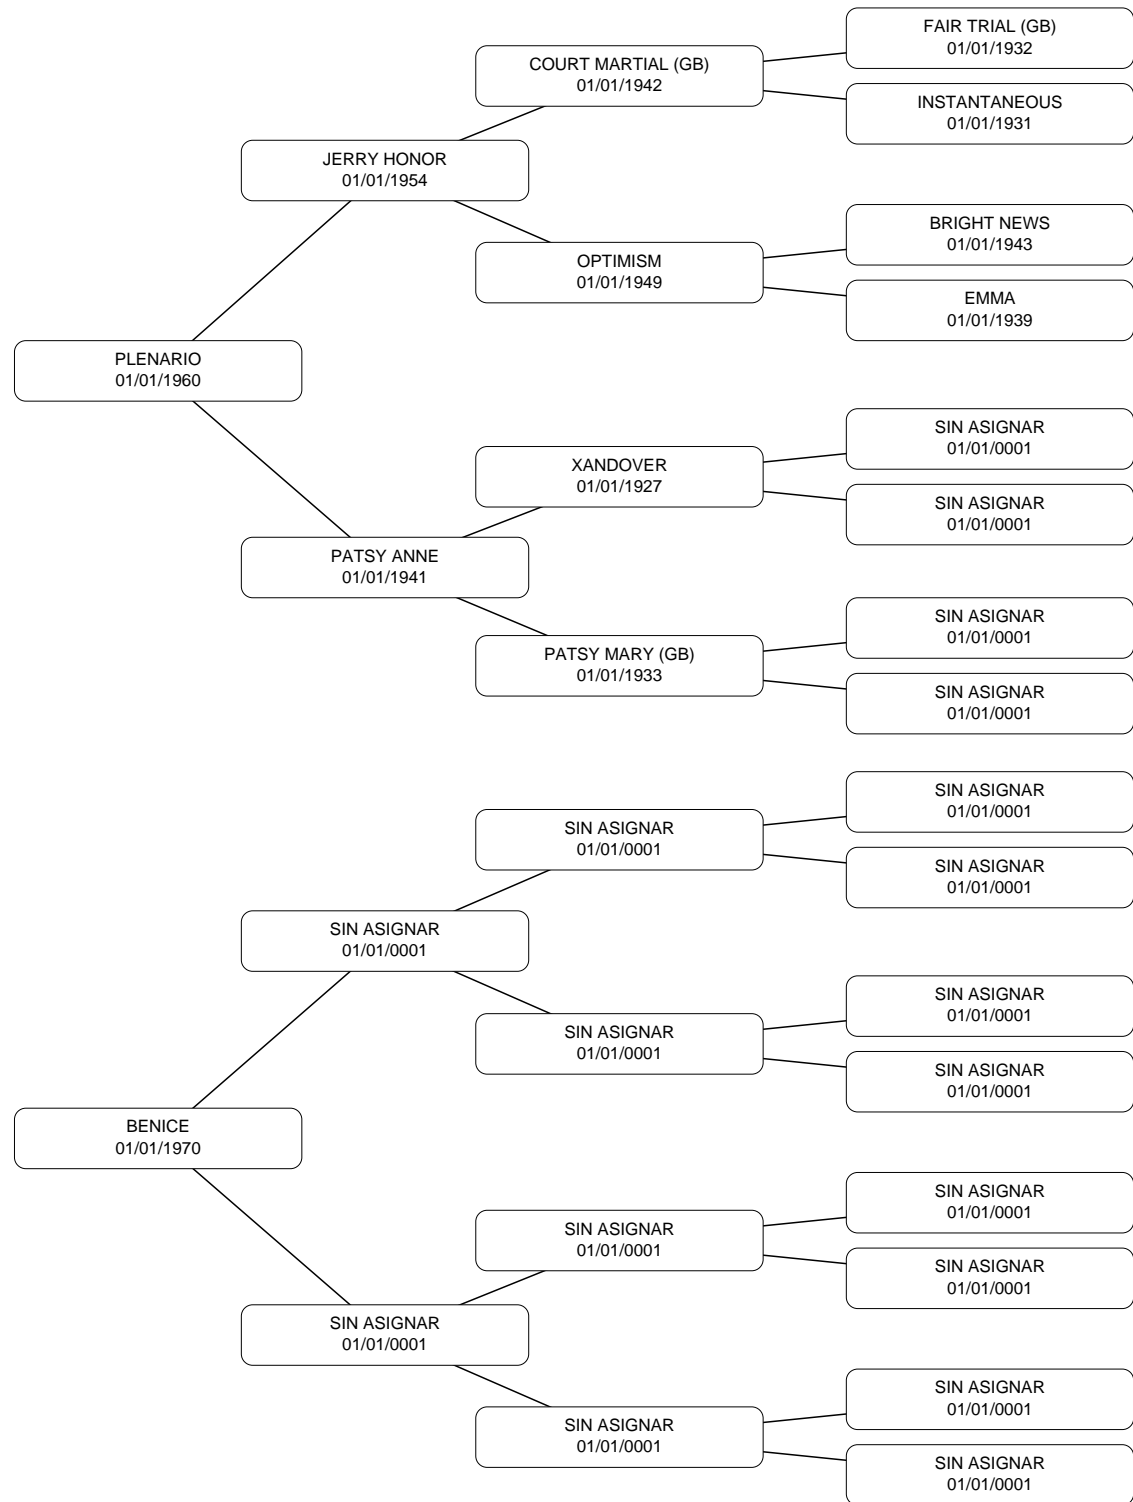 FAIR TRIAL (GB)
01/01/1932
COURT MARTIAL (GB)
01/01/1942
INSTANTANEOUS
01/01/1931
JERRY HONOR
01/01/1954
BRIGHT NEWS
01/01/1943
OPTIMISM
01/01/1949
EMMA
01/01/1939
PLENARIO
01/01/1960
SIN ASIGNAR
01/01/0001
XANDOVER
01/01/1927
SIN ASIGNAR
01/01/0001
PATSY ANNE
01/01/1941
SIN ASIGNAR
01/01/0001
PATSY MARY (GB)
01/01/1933
SIN ASIGNAR
01/01/0001
SIN ASIGNAR
01/01/0001
SIN ASIGNAR
01/01/0001
SIN ASIGNAR
01/01/0001
SIN ASIGNAR
01/01/0001
SIN ASIGNAR
01/01/0001
SIN ASIGNAR
01/01/0001
SIN ASIGNAR
01/01/0001
BENICE
01/01/1970
SIN ASIGNAR
01/01/0001
SIN ASIGNAR
01/01/0001
SIN ASIGNAR
01/01/0001
SIN ASIGNAR
01/01/0001
SIN ASIGNAR
01/01/0001
SIN ASIGNAR
01/01/0001
SIN ASIGNAR
01/01/0001